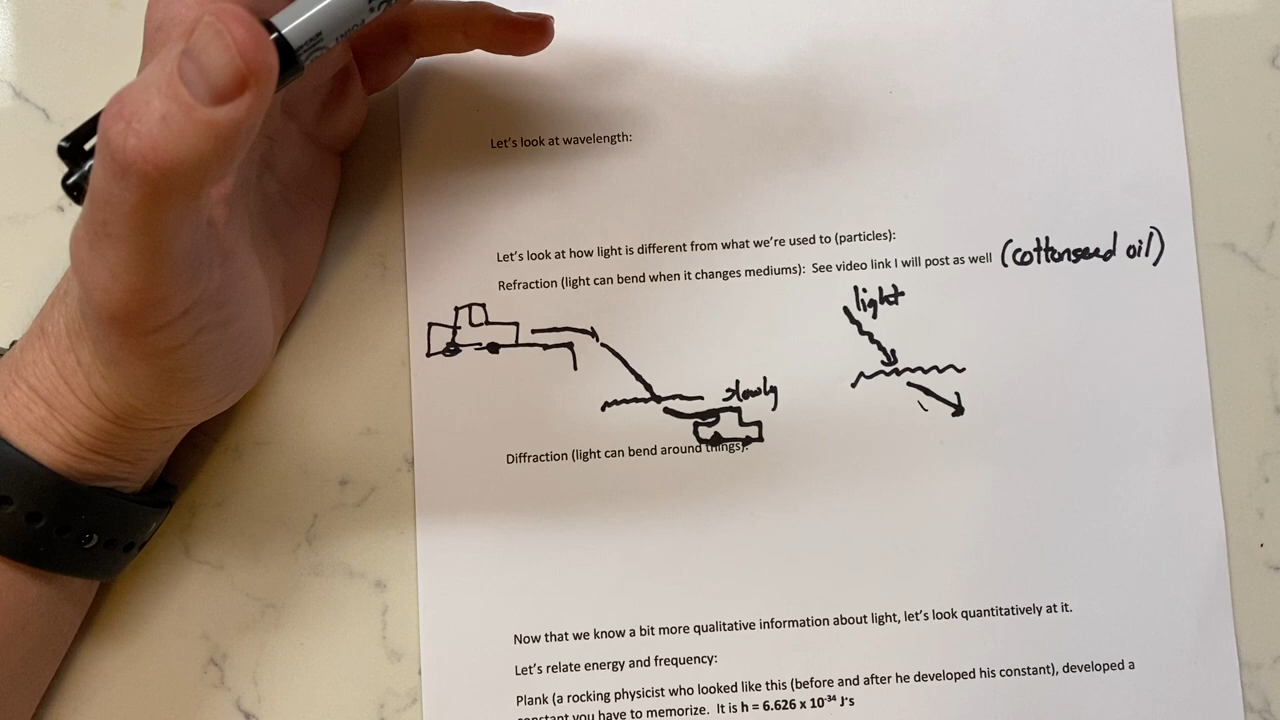 POINT
Let's look at wavelength:
Let's look at how light is different from what we're used to (particles):
Refraction (light can bend when it changes mediums): See video link I will post as well (cottonseed oil)
light
slowly
Diffraction (light can bend around things):
Now that we know a bit more qualitative information about light, let's look quantitatively at it.
Let's relate energy and frequency:
Plank (a rocking physicist who looked like this (before and after he developed his constant), developed a
constant you have to memorize. It is h = 6.626 x 10⁻³⁴ J·s